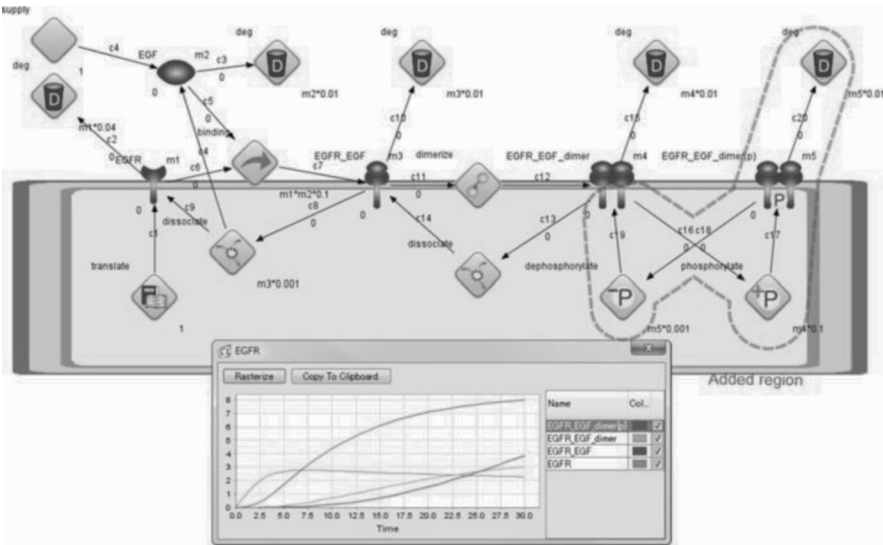 supply
deg
deg
deg
deg
c4
EGF
m2
c3
c10
c15
c20
deg
1
0
0
m2*0.01
m3*0.01
m4*0.01
m5*0.01
0
c5
0
0
0
0
m1*0.04
c2
binding
c4
EGFR
m1
c6
0
c7
EGFR_EGF
m3
dimerize
EGFR_EGF_dimer
m4
EGFR_EGF_dimer(p)
m5
c11
0
c12
m1*m2*0.1
c8
0
P
c9
dissociate
c14
c13
0
c16
c18
c19
c17
c1
dissociate
translate
dephosphorylate
phosphorylate
m3*0.001
-P
+P
1
m5*0.001
m4*0.1
Added region
EGFR
Rasterize
Copy To Clipboard
Name
Col..
EGFR_EGF_dimer(p)
EGFR_EGF_dimer
EGFR_EGF
EGFR
8
7
6
5
4
3
2
1
0
0.0 2.5 5.0 7.5 10.0 12.5 15.0 17.5 20.0 22.5 25.0 27.5 30.0
Time